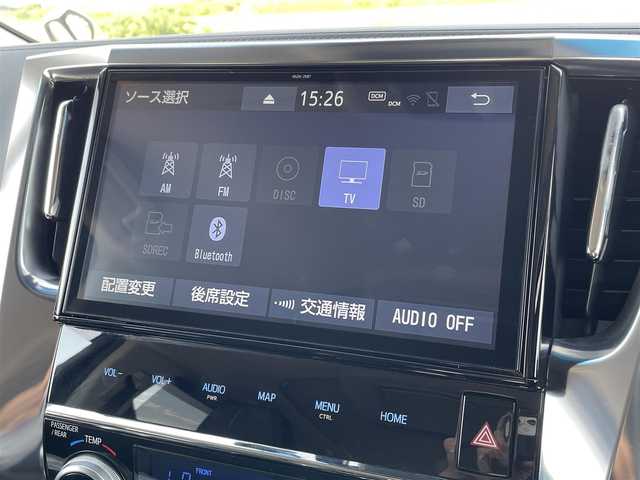 ソース選択 15:26 DCM DCM
AM FM DISC TV SD
SDREC Bluetooth
配置変更 後席設定 交通情報 AUDIO OFF
VOL- VOL+ AUDIO MAP MENU HOME
PWR CTRL
PASSENGER
/REAR TEMP
FRONT